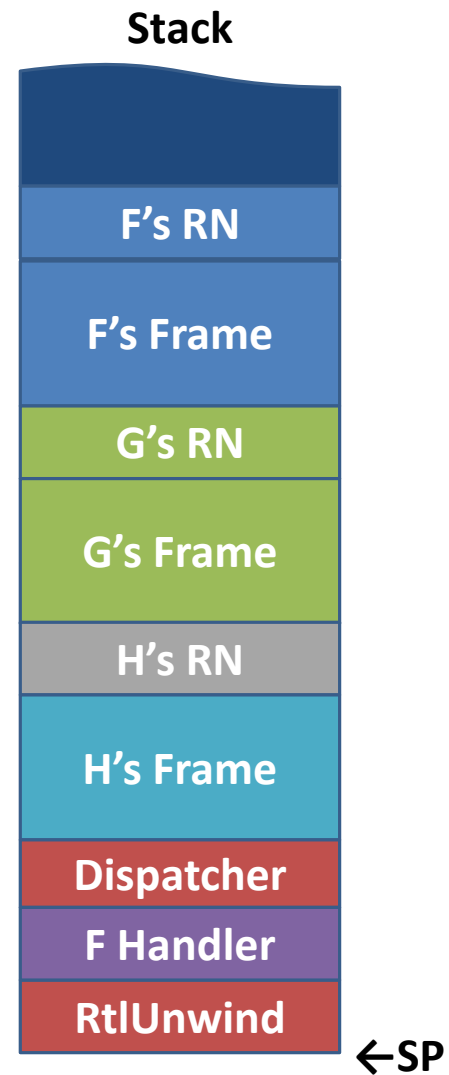 Stack
F’s RN
F’s Frame
G’s RN
G’s Frame
H’s RN
H’s Frame
Dispatcher
F Handler
RtlUnwind
←SP